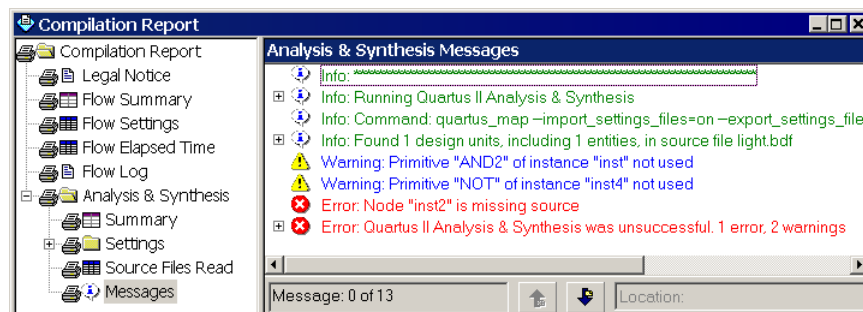 Compilation Report
Compilation Report
Legal Notice
Flow Summary
Flow Settings
Flow Elapsed Time
Flow Log
Analysis & Synthesis
Summary
Settings
Source Files Read
Messages
Analysis & Synthesis Messages
Info: *******************************************************************
Info: Running Quartus II Analysis & Synthesis
Info: Command: quartus_map --import_settings_files=on --export_settings_file
Info: Found 1 design units, including 1 entities, in source file light.bdf
Warning: Primitive "AND2" of instance "inst" not used
Warning: Primitive "NOT" of instance "inst4" not used
Error: Node "inst2" is missing source
Error: Quartus II Analysis & Synthesis was unsuccessful. 1 error, 2 warnings
Message: 0 of 13
Location: